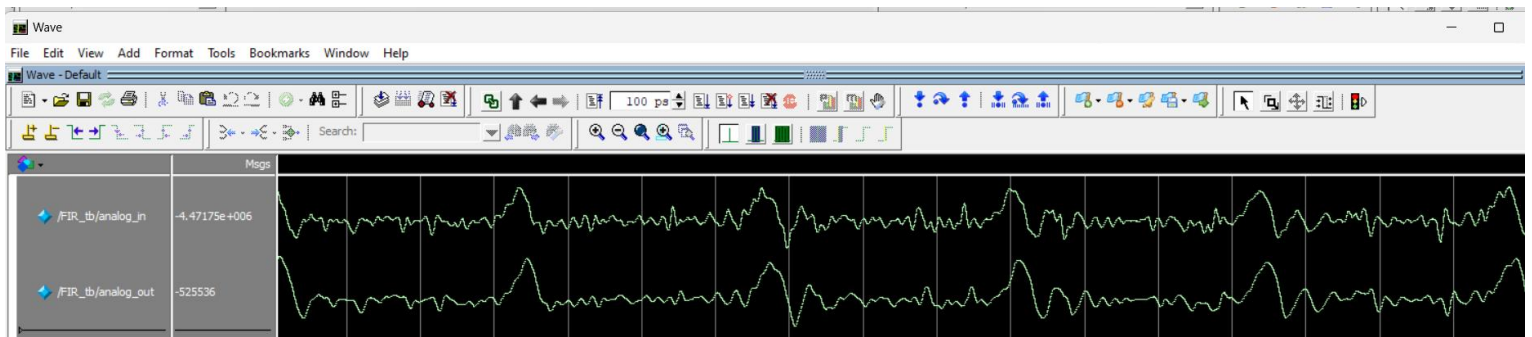 Wave
File Edit View Add Format Tools Bookmarks Window Help
Wave - Default
100 ps
Search:
Msgs
/FIR_tb/analog_in -4.47175e+006
/FIR_tb/analog_out -525536